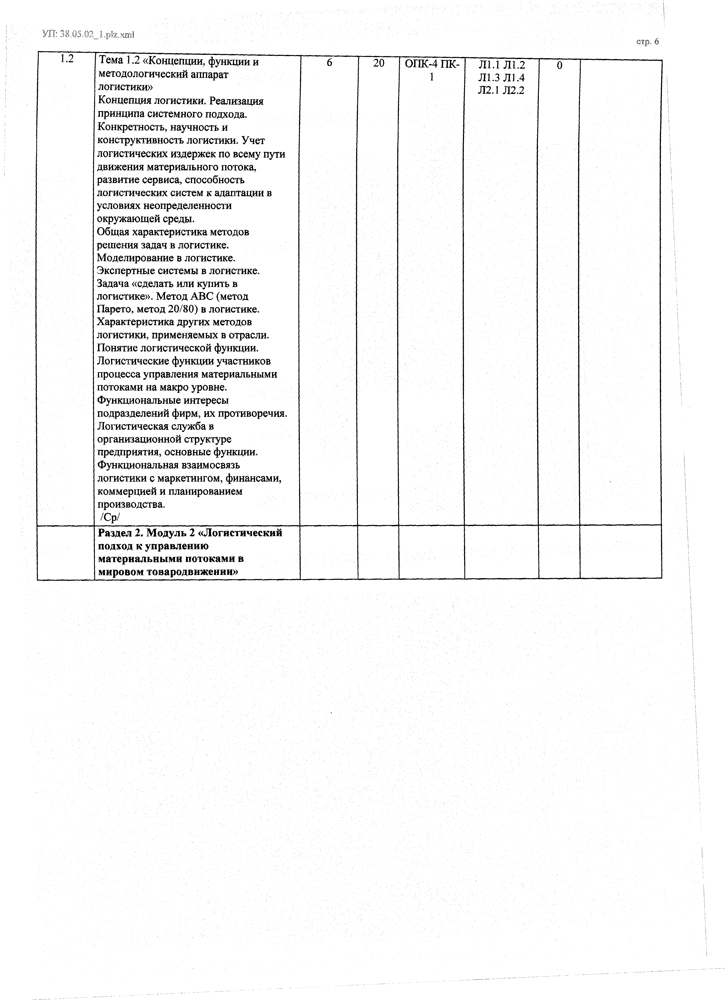 УП: 38.05.02_1.plz.xml
стр. 6
1.2
Тема 1.2 «Концепции, функции и
методологический аппарат
логистики»
Концепция логистики. Реализация
принципа системного подхода.
Конкретность, научность и
конструктивность логистики. Учет
логистических издержек по всему пути
движения материального потока,
развитие сервиса, способность
логистических систем к адаптации в
условиях неопределенности
окружающей среды.
Общая характеристика методов
решения задач в логистике.
Моделирование в логистике.
Экспертные системы в логистике.
Задача «сделать или купить в
логистике». Метод АВС (метод
Парето, метод 20/80) в логистике.
Характеристика других методов
логистики, применяемых в отрасли.
Понятие логистической функции.
Логистические функции участников
процесса управления материальными
потоками на макро уровне.
Функциональные интересы
подразделений фирм, их противоречия.
Логистическая служба в
организационной структуре
предприятия, основные функции.
Функциональная взаимосвязь
логистики с маркетингом, финансами,
коммерцией и планированием
производства.
/Ср/
6
20
ОПК-4 ПК-
1
Л1.1 Л1.2
Л1.3 Л1.4
Л2.1 Л2.2
0
Раздел 2. Модуль 2 «Логистический
подход к управлению
материальными потоками в
мировом товародвижении»